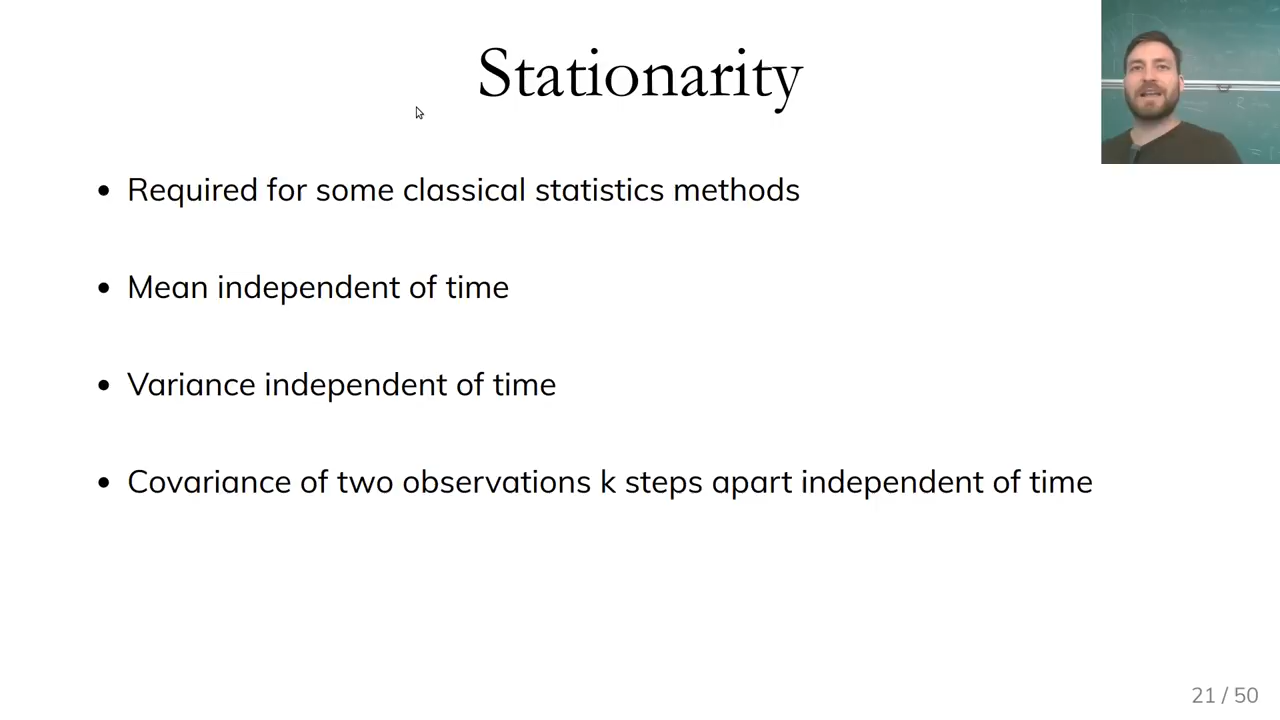 Stationarity
• Required for some classical statistics methods
• Mean independent of time
• Variance independent of time
• Covariance of two observations k steps apart independent of time
21 / 50